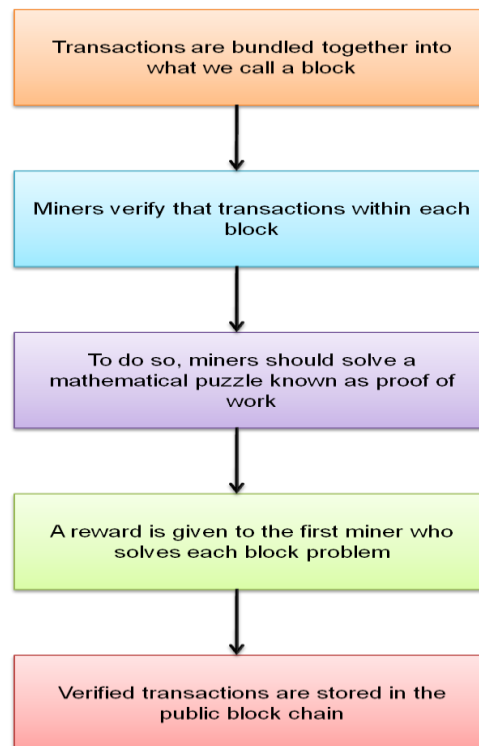 Transactions are bundled together into
what we call a block
Miners verify that transactions within each
block
To do so, miners should solve a
mathematical puzzle known as proof of
work
A reward is given to the first miner who
solves each block problem
Verified transactions are stored in the
public block chain